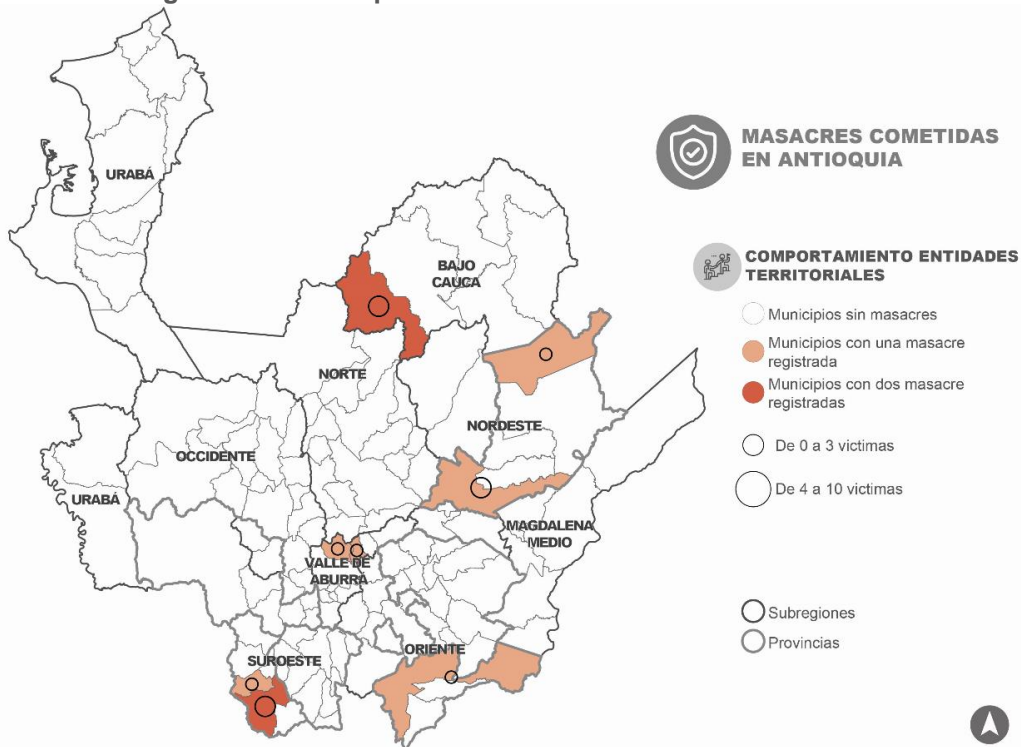 MASACRES COMETIDAS
EN ANTIOQUIA
COMPORTAMIENTO ENTIDADES
TERRITORIALES
Municipios sin masacres
Municipios con una masacre
registrada
Municipios con dos masacre
registradas
De 0 a 3 victimas
De 4 a 10 victimas
Subregiones
Provincias
URABÁ
BAJO
CAUCA
NORTE
NORDESTE
OCCIDENTE
URABÁ
MAGDALENA
MEDIO
VALLE DE
ABURRÁ
SUROESTE
ORIENTE